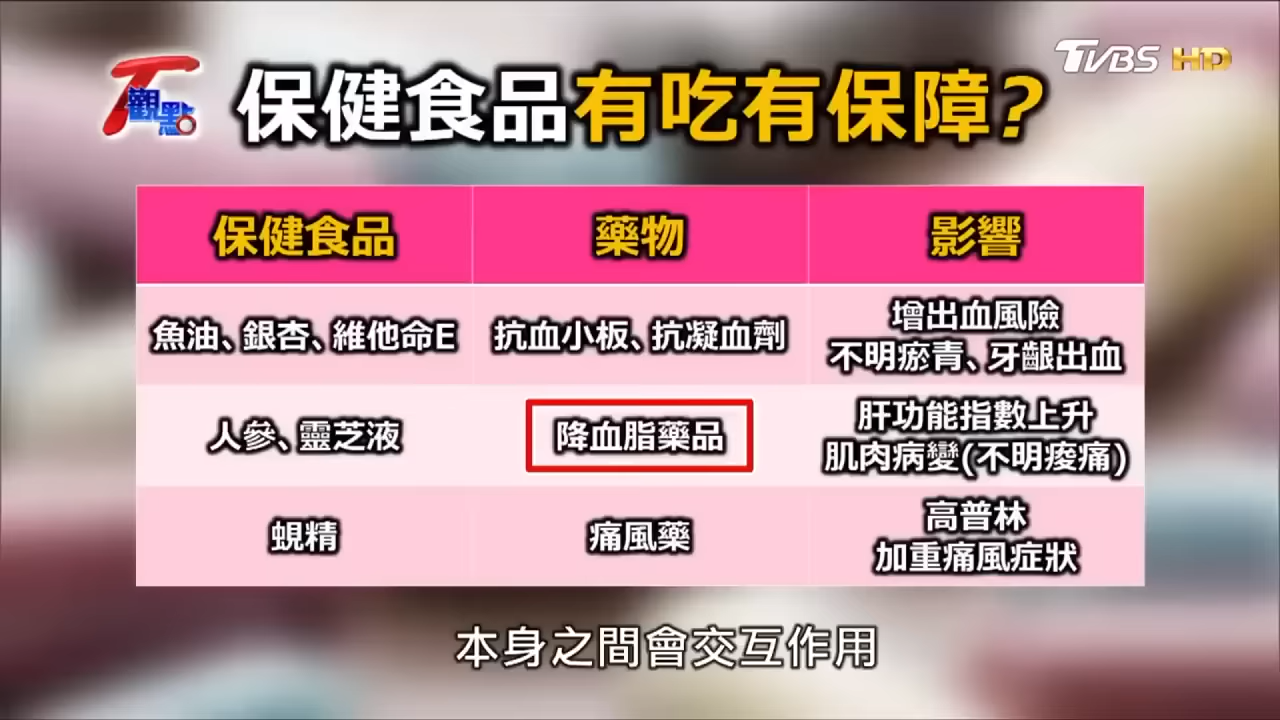 T觀點
保健食品有吃有保障?
TVBS HD
保健食品 藥物 影響
魚油、銀杏、維他命E 抗血小板、抗凝血劑 增出血風險
不明瘀青、牙齦出血
人參、靈芝液 降血脂藥品 肝功能指數上升
肌肉病變(不明痠痛)
蜆精 痛風藥 高普林
加重痛風症狀
本身之間會交互作用